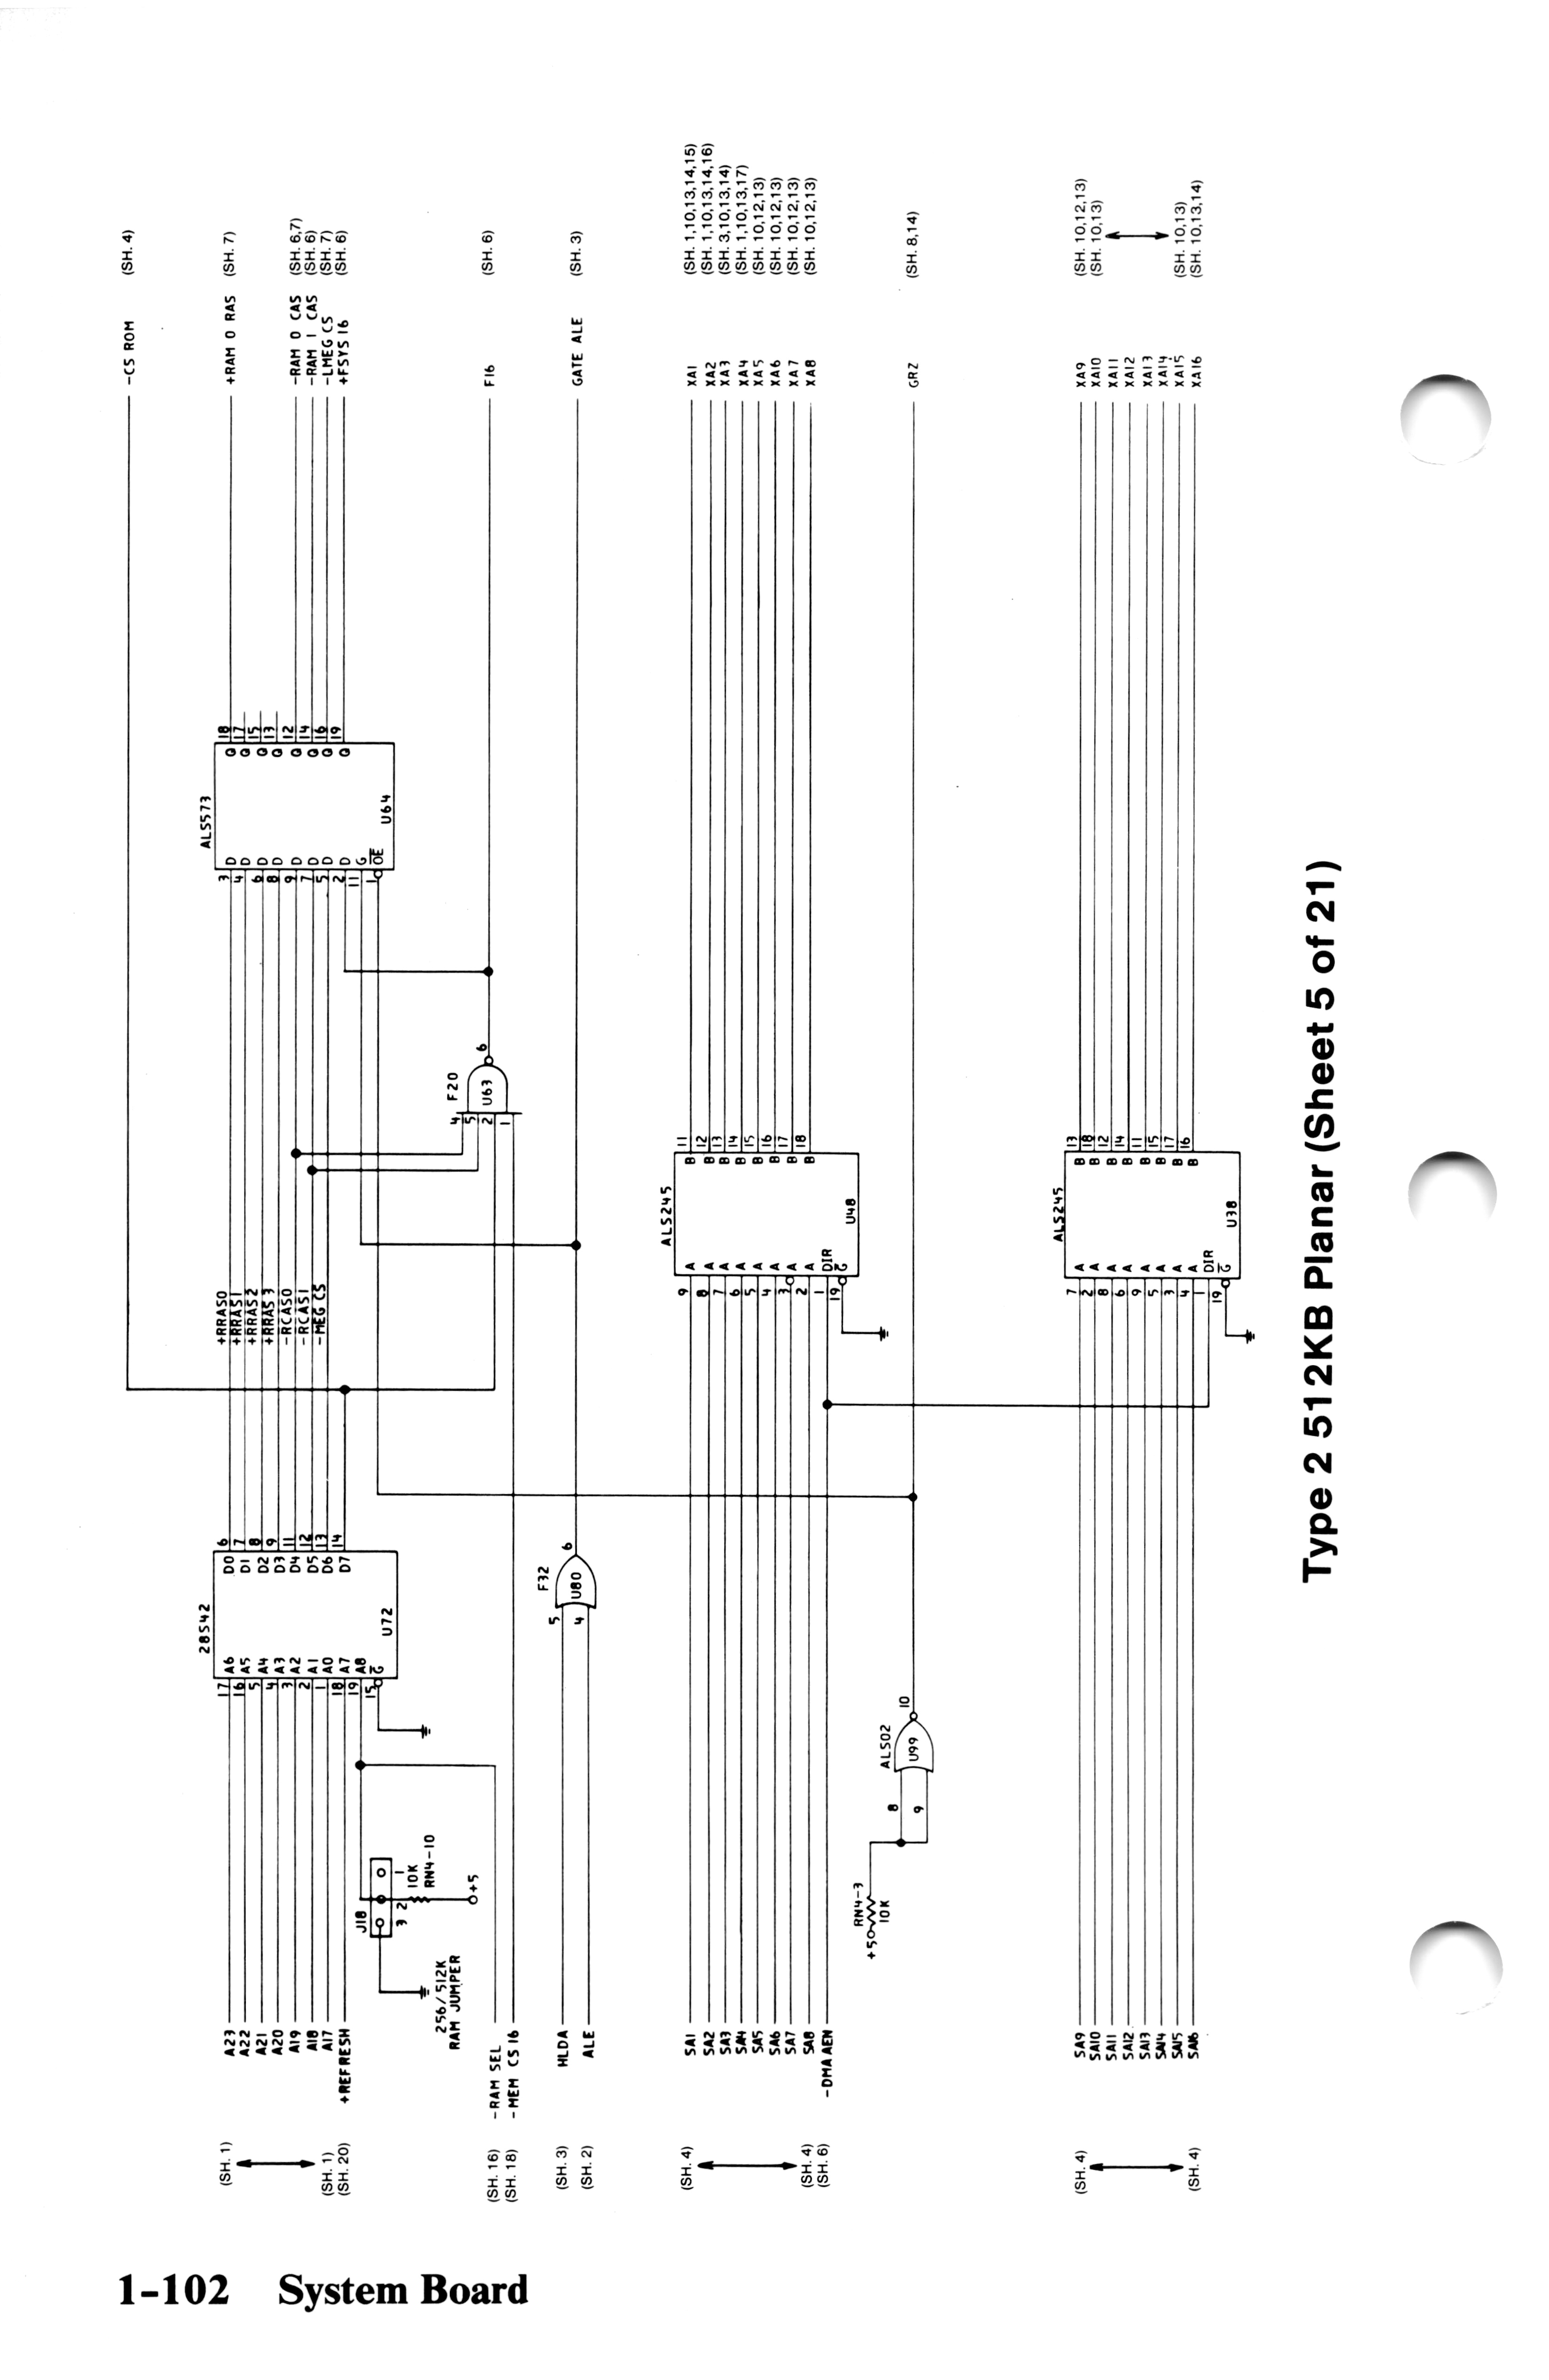 -CS ROM (SH. 4)
+RAM 0 RAS (SH. 7)
-RAM 0 CAS (SH. 6,7)
-RAM 1 CAS (SH. 6)
-LMEG CS (SH. 7)
+FSYS16 (SH. 6)
F16 (SH. 6)
GATE ALE (SH. 3)
XA1 (SH. 1,10,13,14,15)
XA2 (SH. 1,10,13,14,16)
XA3 (SH. 3,10,13,14)
XA4 (SH. 1,10,13,17)
XA5 (SH. 10,12,13)
XA6 (SH. 10,12,13)
XA7 (SH. 10,12,13)
XA8 (SH. 10,12,13)
GRZ (SH. 8,14)
XA9 (SH. 10,12,13)
XA10 (SH. 10,13)
XA11
XA12
XA13
XA14
XA15 (SH. 10,13)
XA16 (SH. 10,13,14)
ALS573
U64
3 D Q 18
4 D Q 17
6 D Q 15
8 D Q 13
9 D Q 12
7 D Q 14
5 D Q 16
2 D Q 19
11 G
1 OE
F20
U63
4
5
2
1
6
+RRAS0
+RRAS1
+RRAS2
+RRAS3
-RCAS0
-RCAS1
-MEG CS
28S42
U72
17 A6 D0 6
16 A5 D1 7
5 A4 D2 8
4 A3 D3 9
3 A2 D4 11
2 A1 D5 12
1 A0 D6 13
18 A7 D7 14
19 A8
15 G
F32
U80
5
4
6
ALS245
U48
9 A B 11
8 A B 12
7 A B 13
6 A B 14
5 A B 15
4 A B 16
3 A B 17
2 A B 18
1 DIR
19 G
ALS245
U38
7 A B 13
2 A B 18
8 A B 12
6 A B 14
9 A B 11
5 A B 15
3 A B 17
4 A B 16
1 DIR
19 G
ALS02
U99
8
9
10
RN4-3
10K
+5
J18
1
2
3
10K
RN4-10
+5
256/512K
RAM JUMPER
(SH. 1) A23
A22
A21
A20
A19
A18
(SH. 1) A17
(SH. 20) +REFRESH
(SH. 16) -RAM SEL
(SH. 18) -MEM CS 16
(SH. 3) HLDA
(SH. 2) ALE
(SH. 4) SA1
SA2
SA3
SA4
SA5
SA6
SA7
(SH. 4) SA8
(SH. 6) -DMA AEN
(SH. 4) SA9
SA10
SA11
SA12
SA13
SA14
SA15
(SH. 4) SA16
Type 2 512KB Planar (Sheet 5 of 21)
1-102 System Board